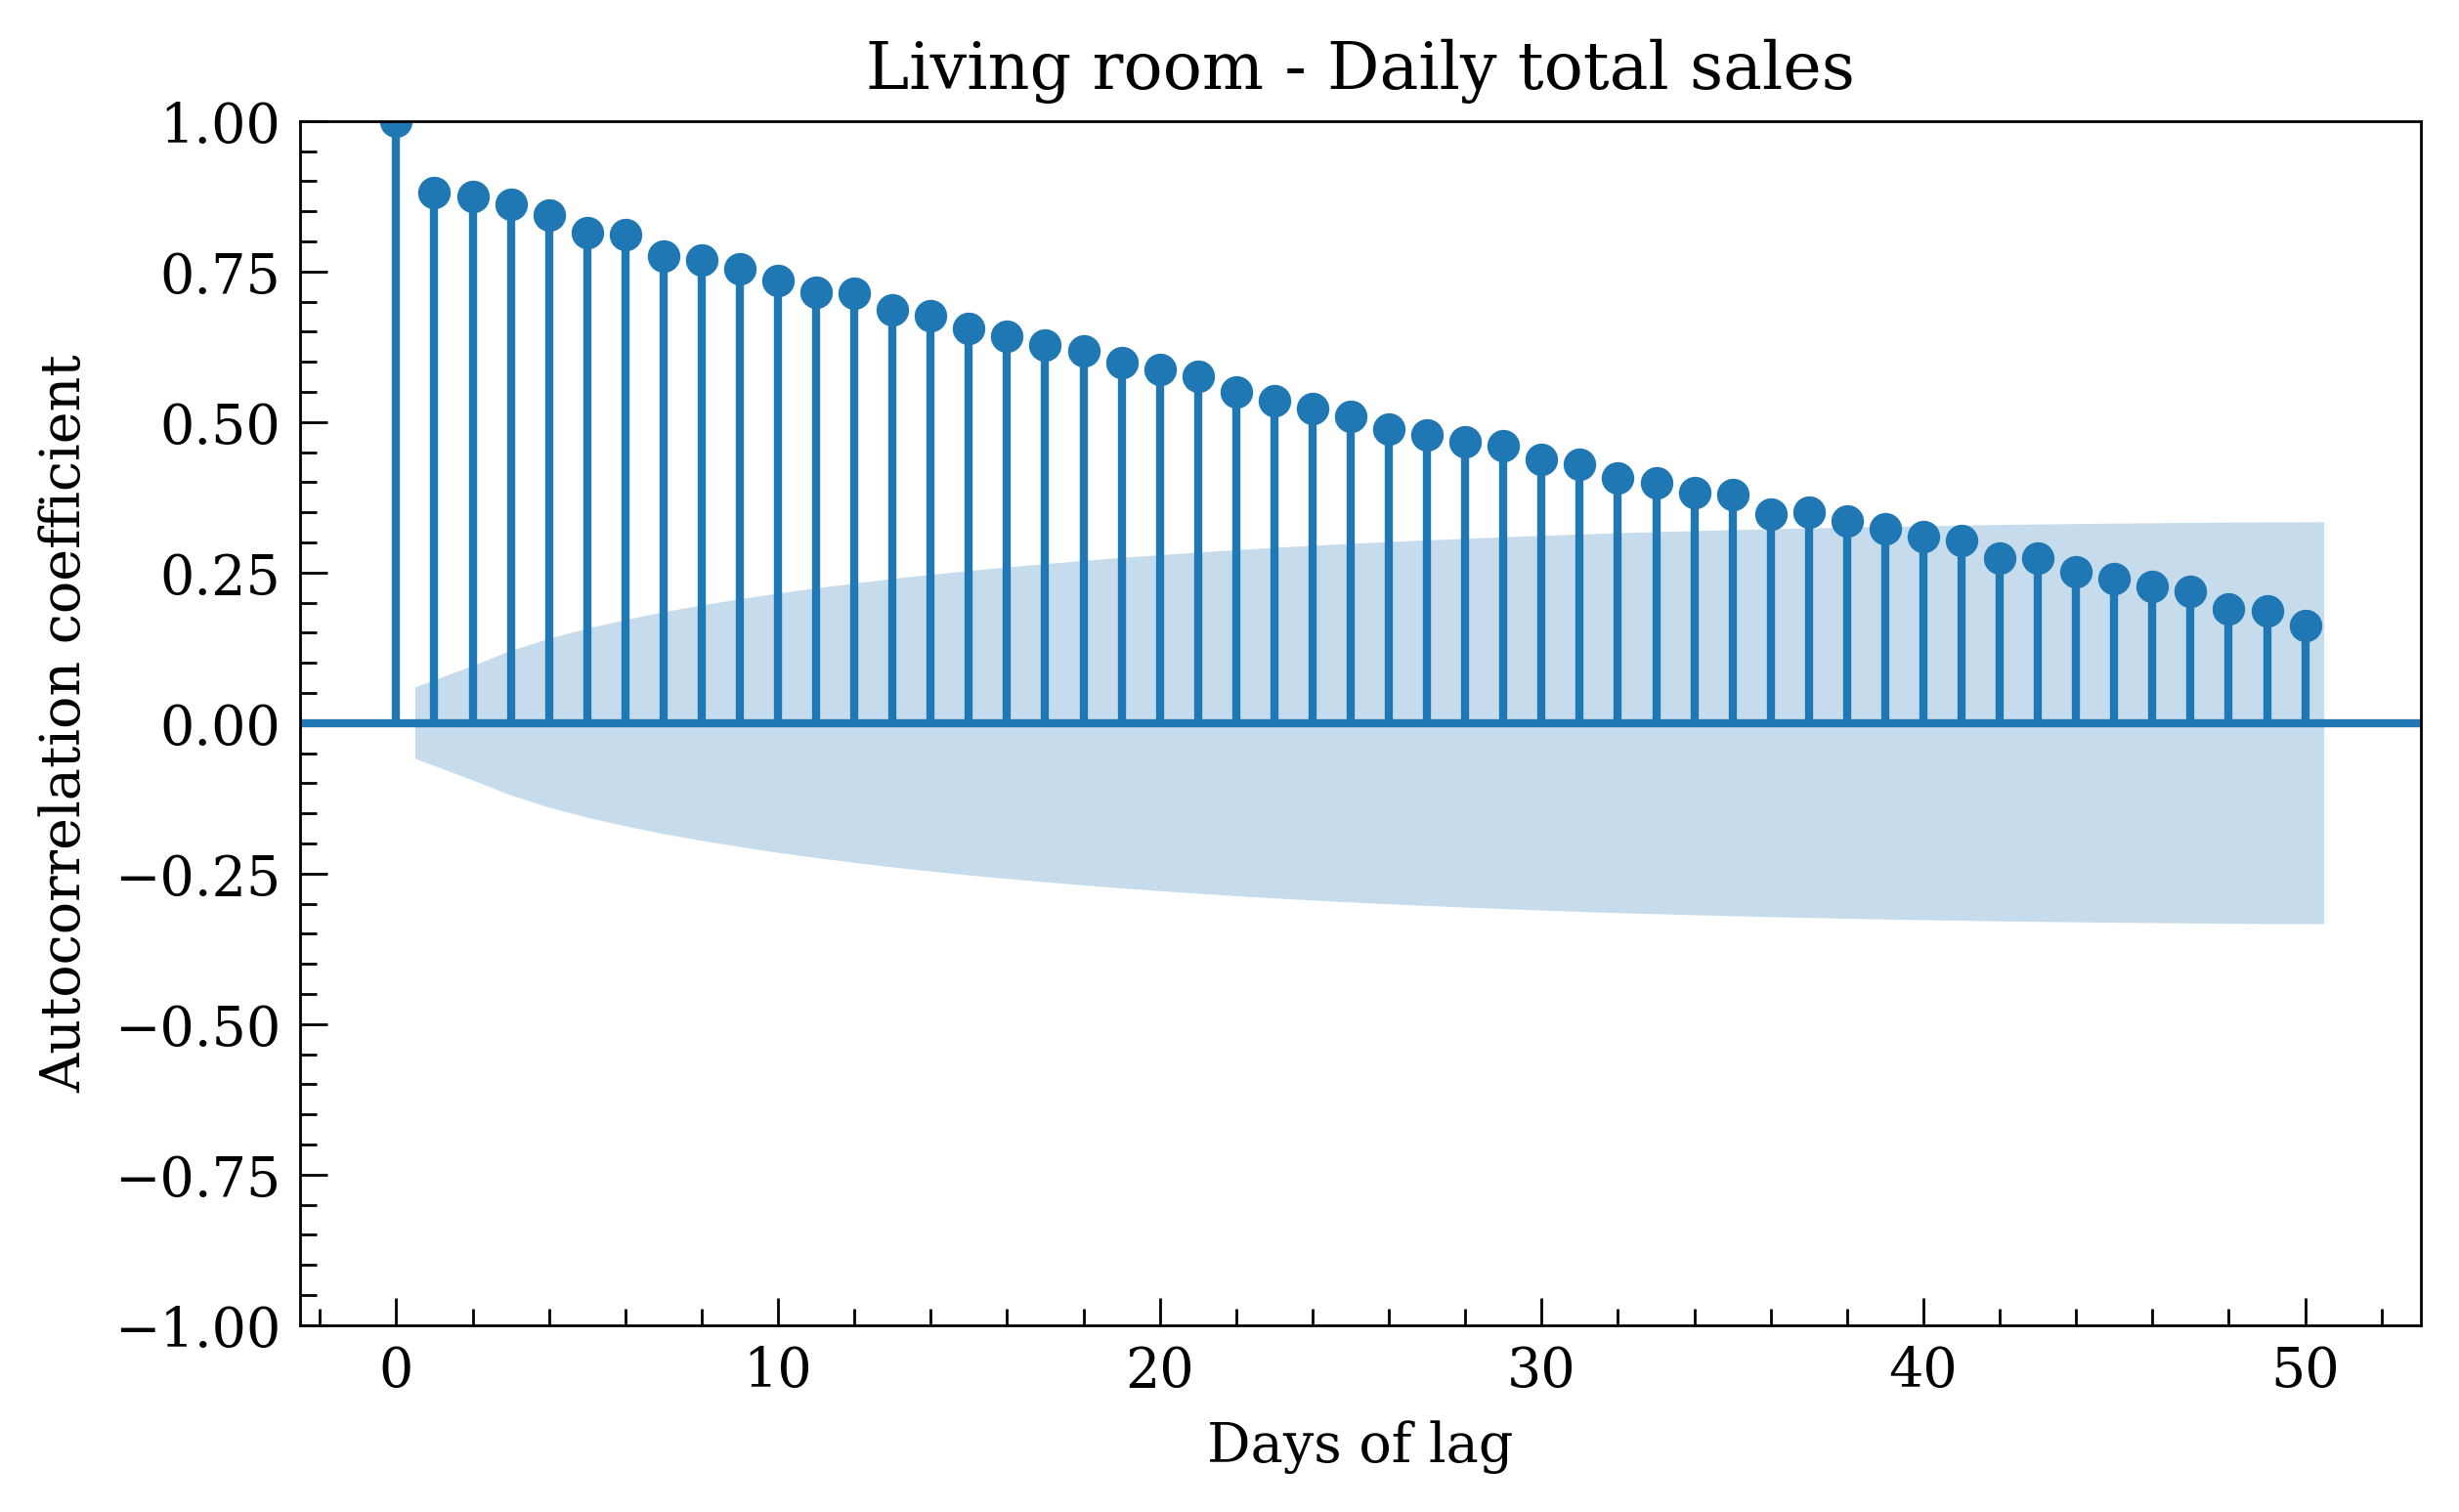 Living room - Daily total sales
1.00
0.75
0.50
0.25
0.00
−0.25
−0.50
−0.75
−1.00
Autocorrelation coefficient
0 10 20 30 40 50
Days of lag